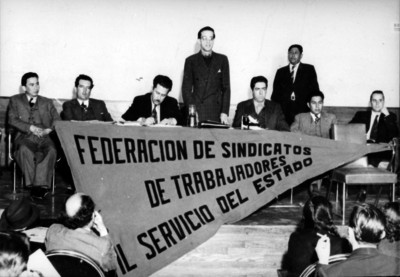 FEDERACION DE SINDICATOS
DE TRABAJADORES
AL SERVICIO DEL ESTADO